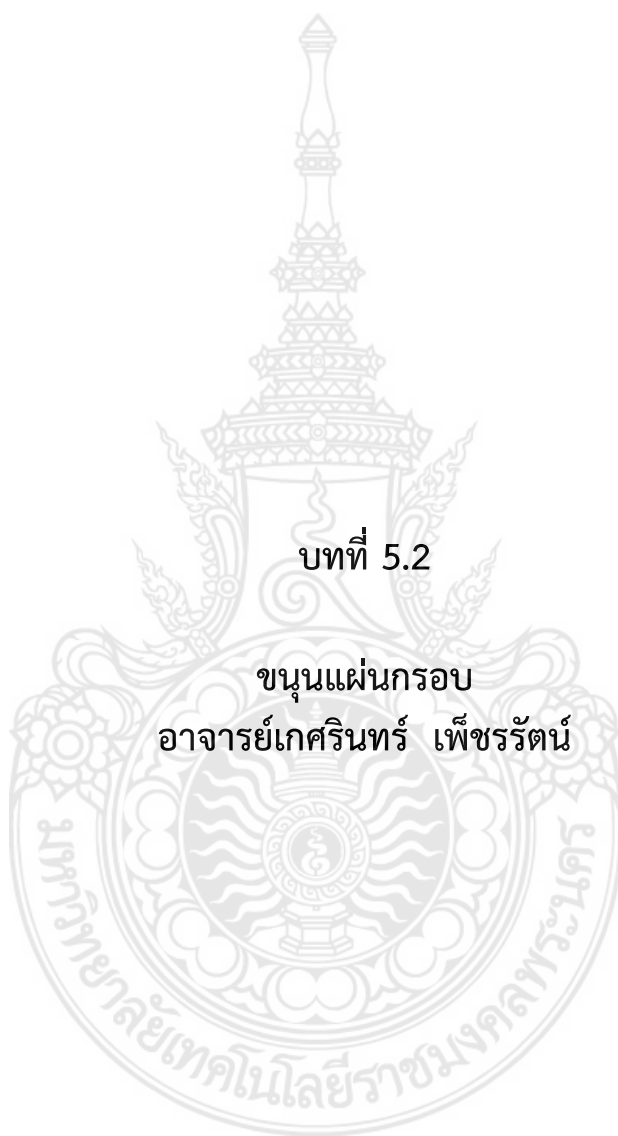 บทที่ 5.2
ขนุนแผ่นกรอบ
อาจารย์เกศรินทร์ เพ็ชรรัตน์
มหาวิทยาลัยเทคโนโลยีราชมงคลพระนคร